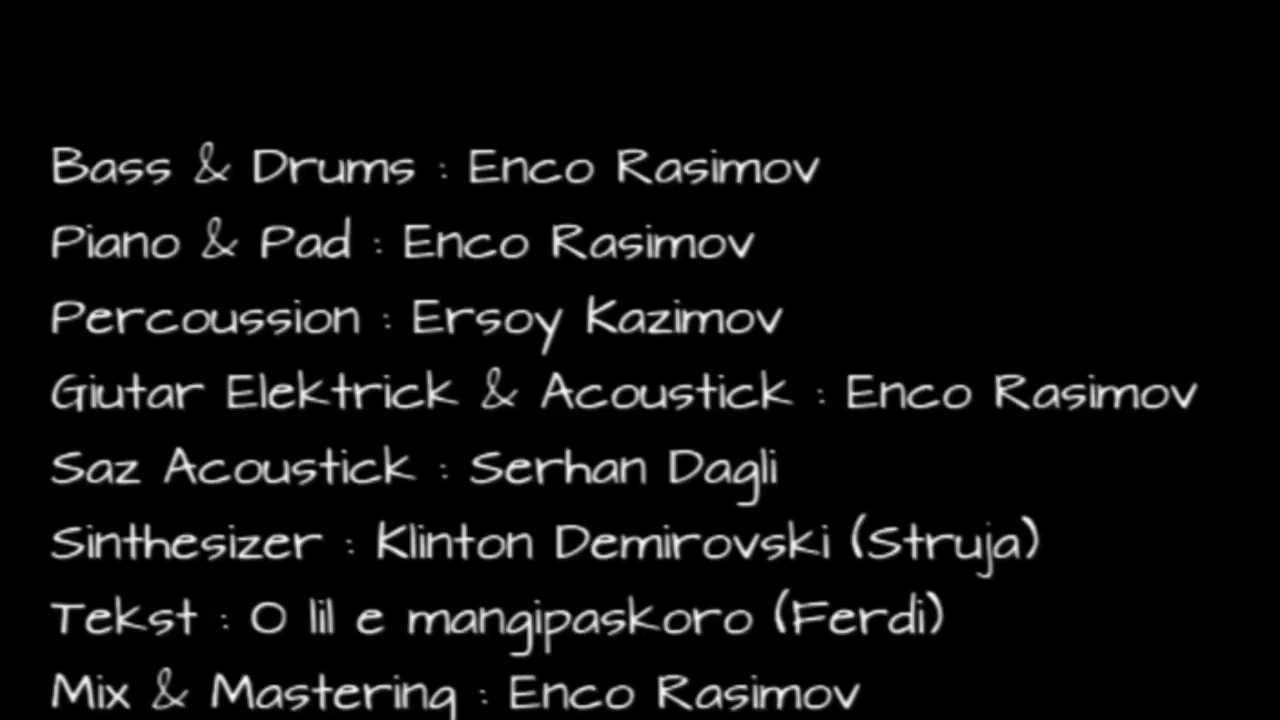 Bass & Drums : Enco Rasimov
Piano & Pad : Enco Rasimov
Percoussion : Ersoy Kazimov
Giutar Elektrick & Acoustick : Enco Rasimov
Saz Acoustick : Serhan Dagli
Sinthesizer : Klinton Demirovski (Struja)
Tekst : O lil e mangipaskoro (Ferdi)
Mix & Mastering : Enco Rasimov